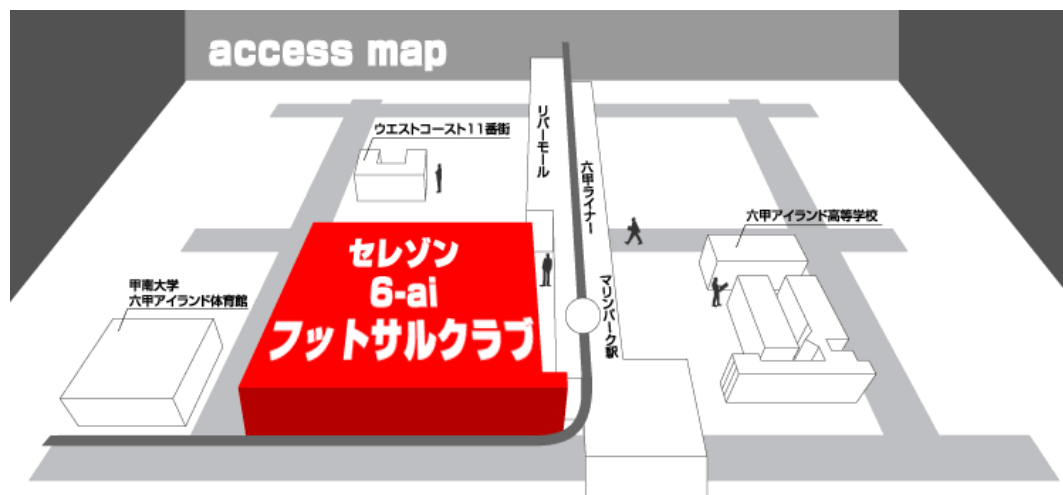 access map
ウエストコースト11番街
リバーモール
六甲ライナー
六甲アイランド高等学校
セレゾン
6-ai
フットサルクラブ
甲南大学
六甲アイランド体育館
マリンパーク駅